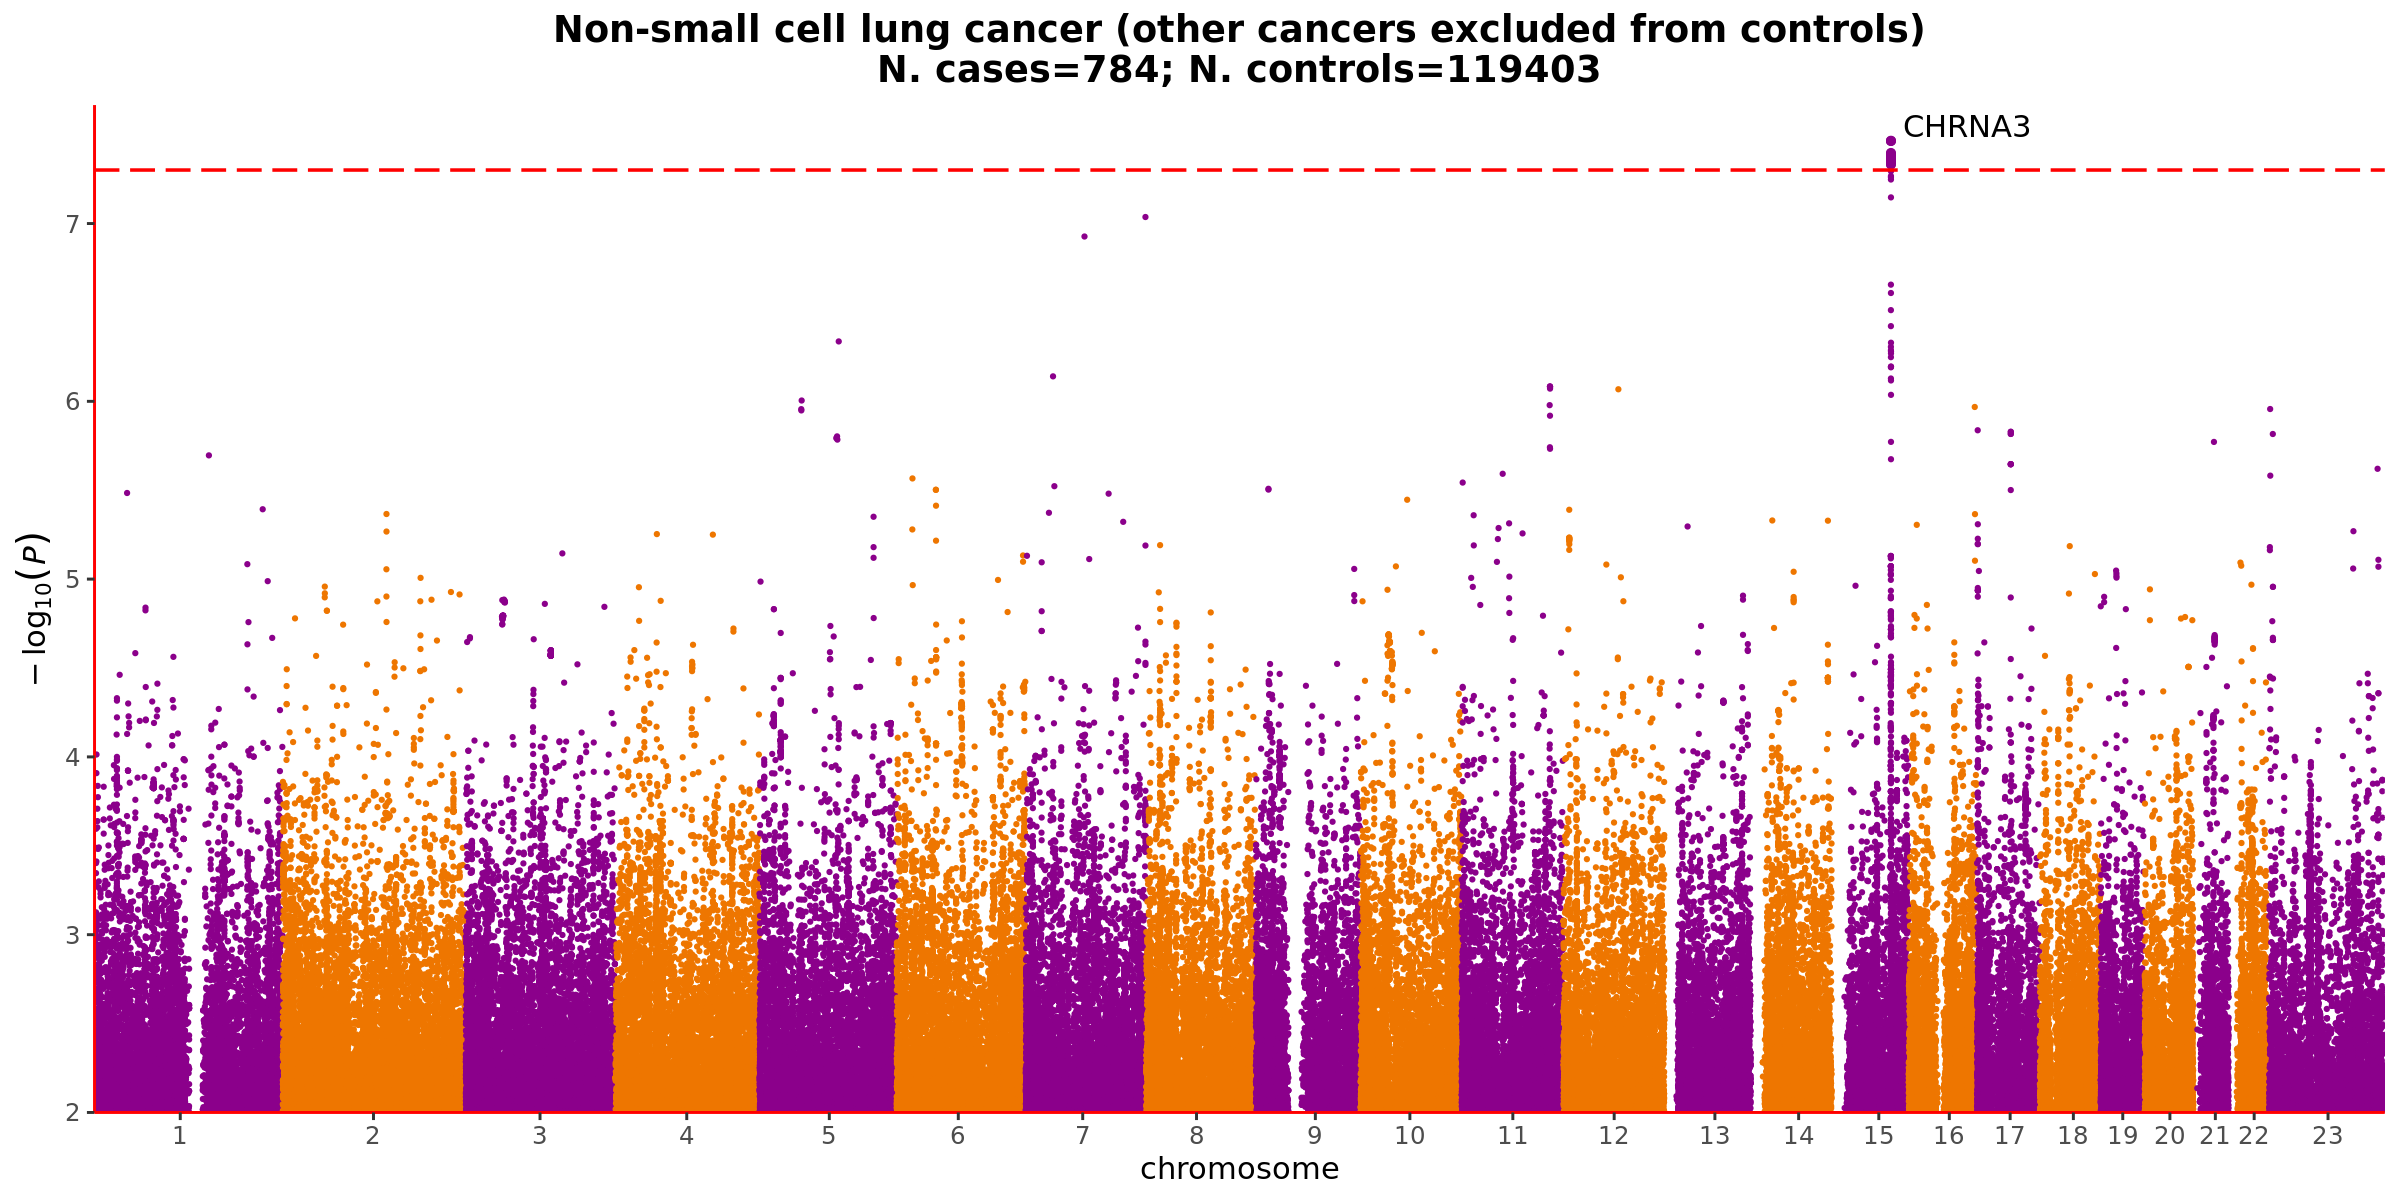 Non-small cell lung cancer (other cancers excluded from controls)
N. cases=784; N. controls=119403
CHRNA3
7
6
5
4
3
2
−log10(P)
1 2 3 4 5 6 7 8 9 10 11 12 13 14 15 16 17 18 19 20 21 22 23
chromosome